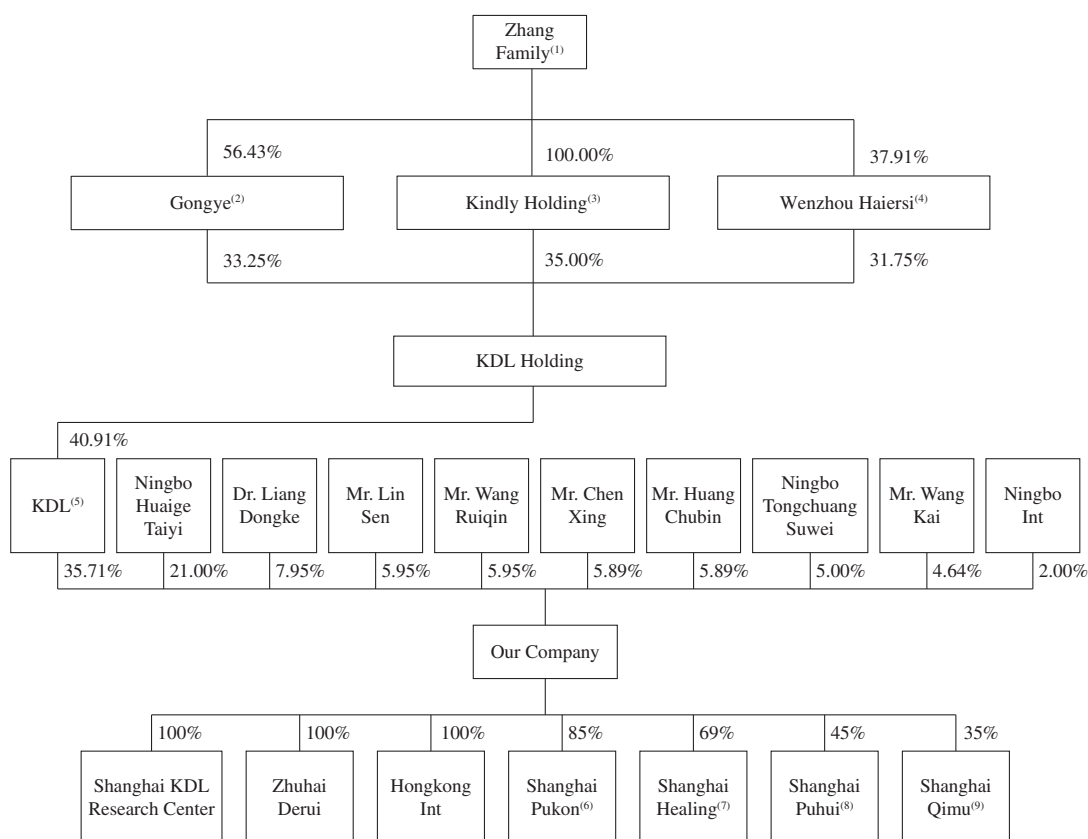 Zhang
Family(1)
56.43%
100.00%
37.91%
Gongye(2)
Kindly Holding(3)
Wenzhou Haiersi(4)
33.25%
35.00%
31.75%
KDL Holding
40.91%
KDL(5)
Ningbo
Huaige
Taiyi
Dr. Liang
Dongke
Mr. Lin
Sen
Mr. Wang
Ruiqin
Mr. Chen
Xing
Mr. Huang
Chubin
Ningbo
Tongchuang
Suwei
Mr. Wang
Kai
Ningbo
Int
35.71%
21.00%
7.95%
5.95%
5.95%
5.89%
5.89%
5.00%
4.64%
2.00%
Our Company
100%
100%
100%
85%
69%
45%
35%
Shanghai KDL
Research Center
Zhuhai
Derui
Hongkong
Int
Shanghai
Pukon(6)
Shanghai
Healing(7)
Shanghai
Puhui(8)
Shanghai
Qimu(9)